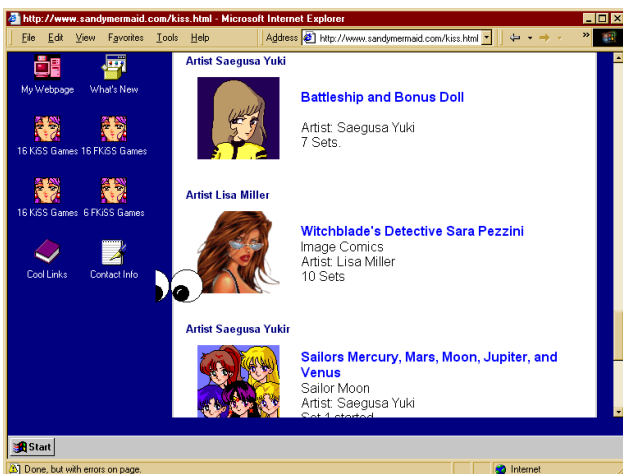 http://www.sandymermaid.com/kiss.html - Microsoft Internet Explorer
File Edit View Favorites Tools Help Address http://www.sandymermaid.com/kiss.html
My Webpage What's New
16 KiSS Games 16 FKiSS Games
16 KiSS Games 6 FKiSS Games
Cool Links Contact Info
Artist Saegusa Yuki
Battleship and Bonus Doll
Artist: Saegusa Yuki
7 Sets.
Artist Lisa Miller
Witchblade's Detective Sara Pezzini
Image Comics
Artist: Lisa Miller
10 Sets
Artist Saegusa Yukir
Sailors Mercury, Mars, Moon, Jupiter, and
Venus
Sailor Moon
Artist: Saegusa Yuki
Set 1 started
Start
Done, but with errors on page. Internet